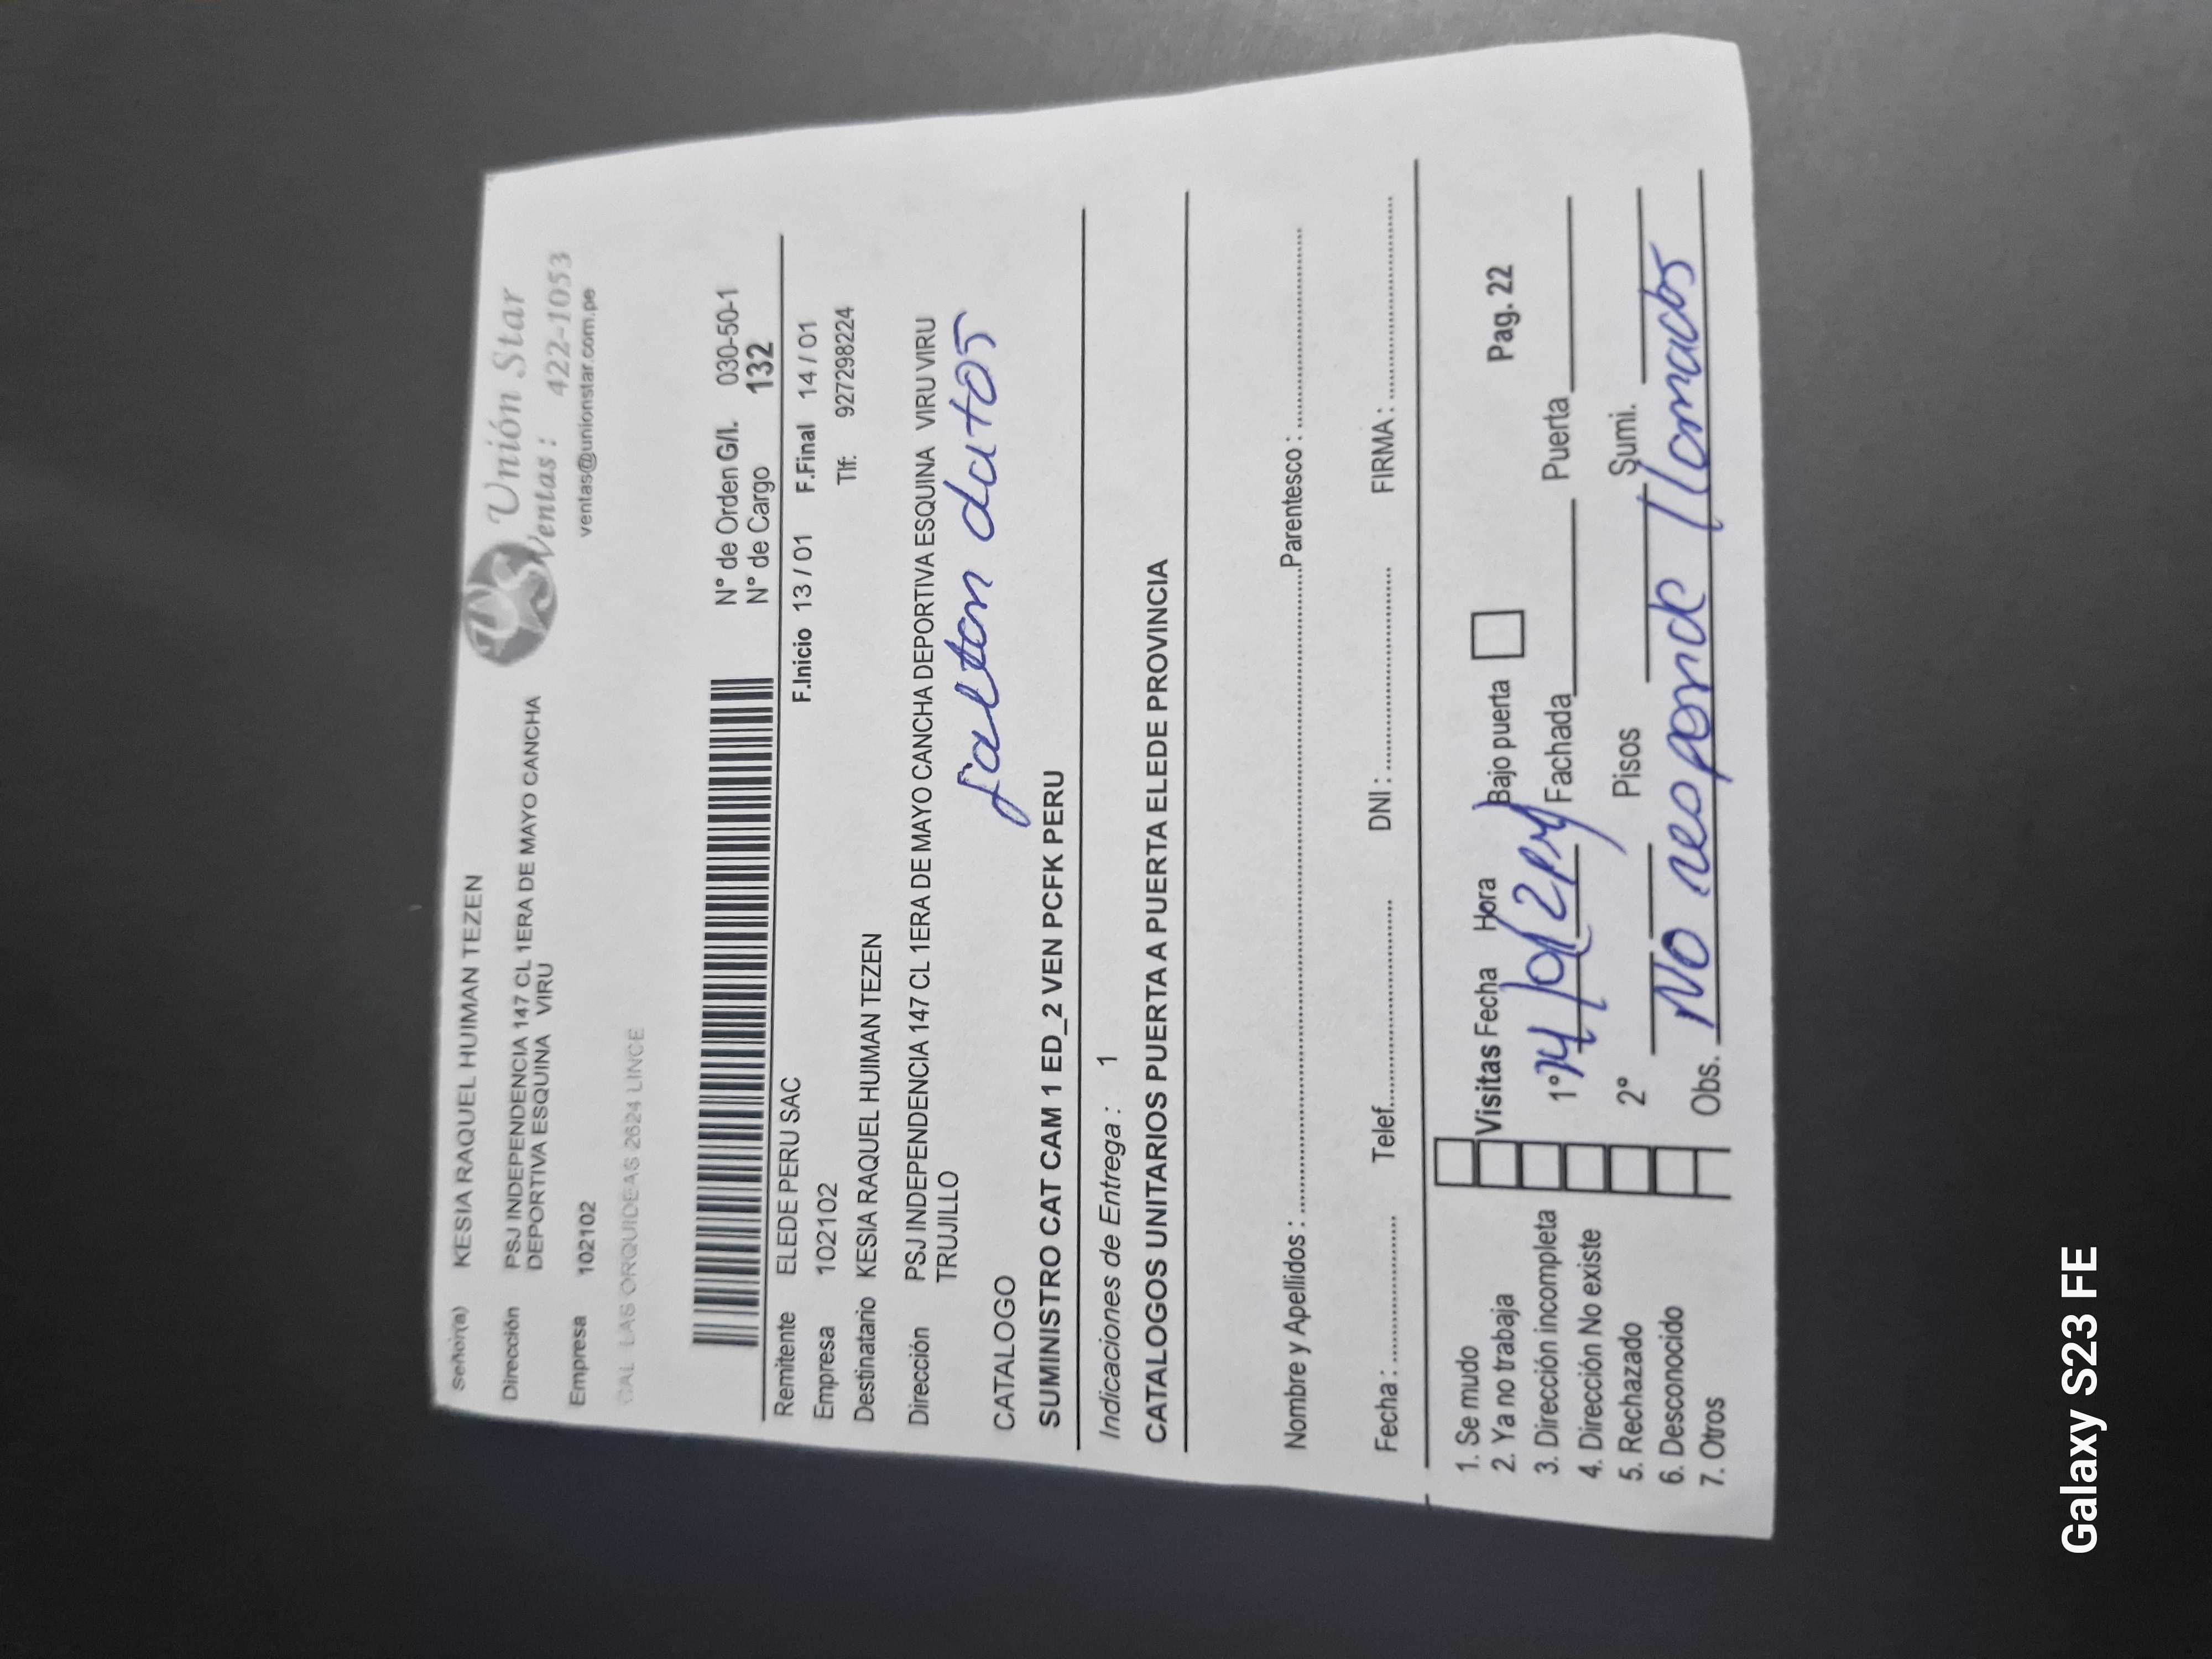 Señor(a) KESIA RAQUEL HUIMAN TEZEN
Unión Star
Dirección PSJ INDEPENDENCIA 147 CL 1ERA DE MAYO CANCHA
DEPORTIVA ESQUINA VIRU
Ventas : 422-1053
ventas@unionstar.com.pe
Empresa 102102
CAL LAS ORQUIDEAS 2624 LINCE
N° de Orden G/I. 030-50-1
N° de Cargo 132
Remitente ELEDE PERU SAC F.Inicio 13 / 01 F.Final 14 / 01
Empresa 102102 Tlf: 927298224
Destinatario KESIA RAQUEL HUIMAN TEZEN
Dirección PSJ INDEPENDENCIA 147 CL 1ERA DE MAYO CANCHA DEPORTIVA ESQUINA VIRU VIRU
TRUJILLO
faltan datos
CATALOGO
SUMINISTRO CAT CAM 1 ED_2 VEN PCFK PERU
Indicaciones de Entrega : 1
CATALOGOS UNITARIOS PUERTA A PUERTA ELEDE PROVINCIA
Nombre y Apellidos : Parentesco :
Fecha : Telef. DNI : FIRMA :
1. Se mudo
2. Ya no trabaja
3. Dirección incompleta
4. Dirección No existe
5. Rechazado
6. Desconocido
7. Otros
Visitas Fecha Hora Bajo puerta Pag. 22
1° 14/01 2PM Fachada Puerta
2° Pisos Sumi.
Obs. No responde llamados
Galaxy S23 FE